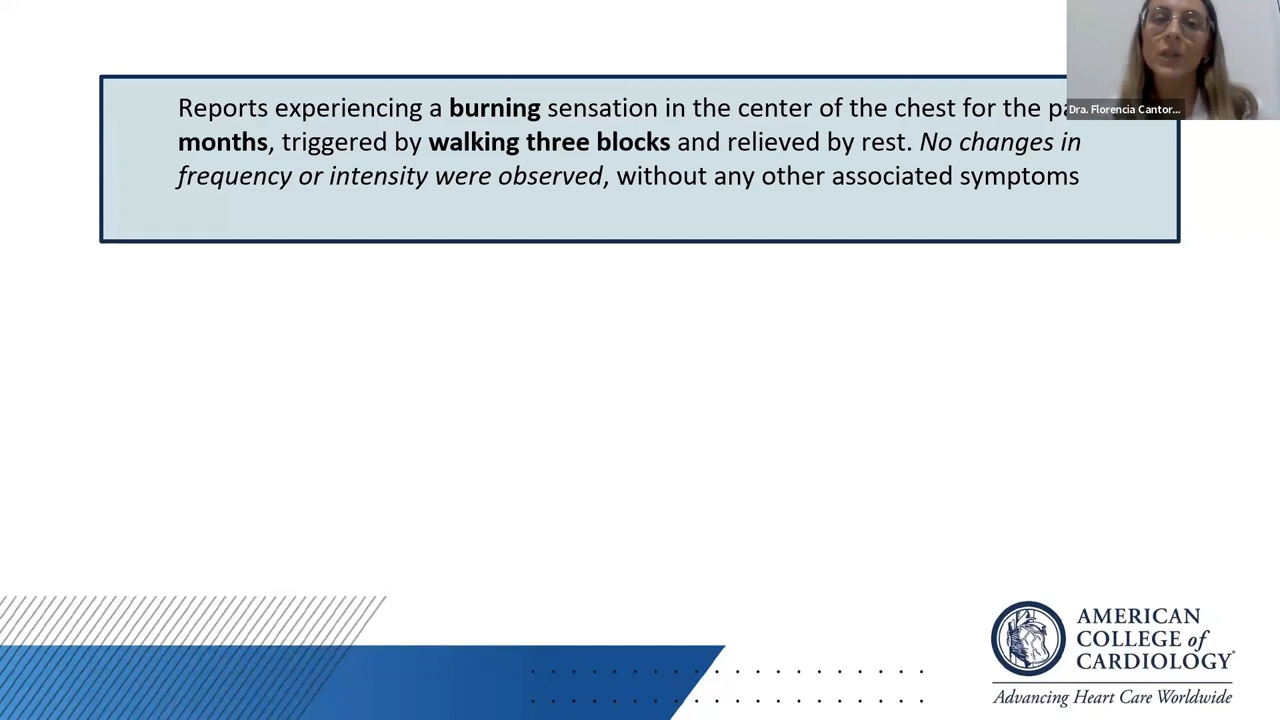 Reports experiencing a burning sensation in the center of the chest for the
months, triggered by walking three blocks and relieved by rest. No changes in
frequency or intensity were observed, without any other associated symptoms
Dra. Florencia Cantor...
AMERICAN
COLLEGE of
CARDIOLOGY
Advancing Heart Care Worldwide